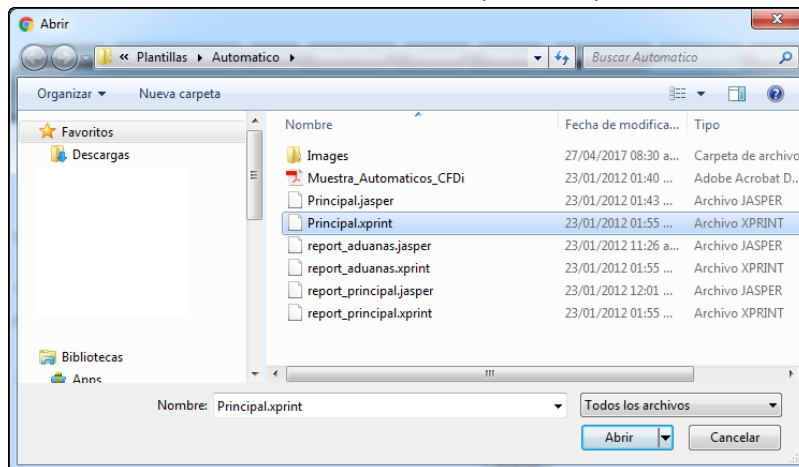 Abrir
« Plantillas ▸ Automatico ▸ Buscar Automatico
Organizar ▾ Nueva carpeta
Favoritos
Descargas
Bibliotecas
Apps
Nombre Fecha de modifica... Tipo
Images 27/04/2017 08:30 a... Carpeta de archivo
Muestra_Automaticos_CFDi 23/01/2012 01:40 ... Adobe Acrobat D...
Principal.jasper 23/01/2012 01:43 ... Archivo JASPER
Principal.xprint 23/01/2012 01:55 ... Archivo XPRINT
report_aduanas.jasper 23/01/2012 11:26 a... Archivo JASPER
report_aduanas.xprint 23/01/2012 01:55 ... Archivo XPRINT
report_principal.jasper 23/01/2012 12:01 ... Archivo JASPER
report_principal.xprint 23/01/2012 01:55 ... Archivo XPRINT
Nombre: Principal.xprint Todos los archivos
Abrir Cancelar